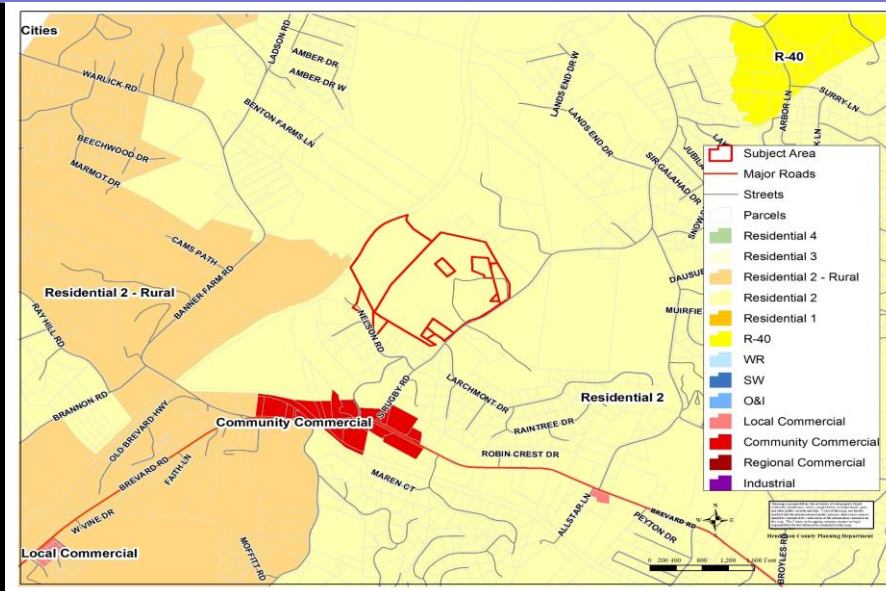 Cities
WARLICK RD
LADSON RD
AMBER DR
AMBER DR W
BENTON FARMS LN
LANDS END DR W
LANDS END DR
R-40
SURRY LN
ARBOR LN
BEECHWOOD DR
MARMOT DR
SIR GALAHAD DR
CAMS PATH
BANNER FARM RD
Residential 2 - Rural
RAY HILL RD
NELSON RD
S RUGBY RD
LARCHMONT DR
RAINTREE DR
Residential 2
BRANNON RD
OLD BREVARD HWY
Community Commercial
ROBIN CREST DR
BREVARD RD
FAITH LN
MAREN CT
W VINE DR
ALLSTAR LN
BREVARD RD
PEYTON DR
Local Commercial
MOFFITT RD
BROYLES RD
Subject Area
Major Roads
Streets
Parcels
Residential 4
Residential 3
Residential 2 - Rural
Residential 2
Residential 1
R-40
WR
SW
O&I
Local Commercial
Community Commercial
Regional Commercial
Industrial
N
W E
S
Henderson County Planning Department
0 200 400 800 1,200 1,600 Feet